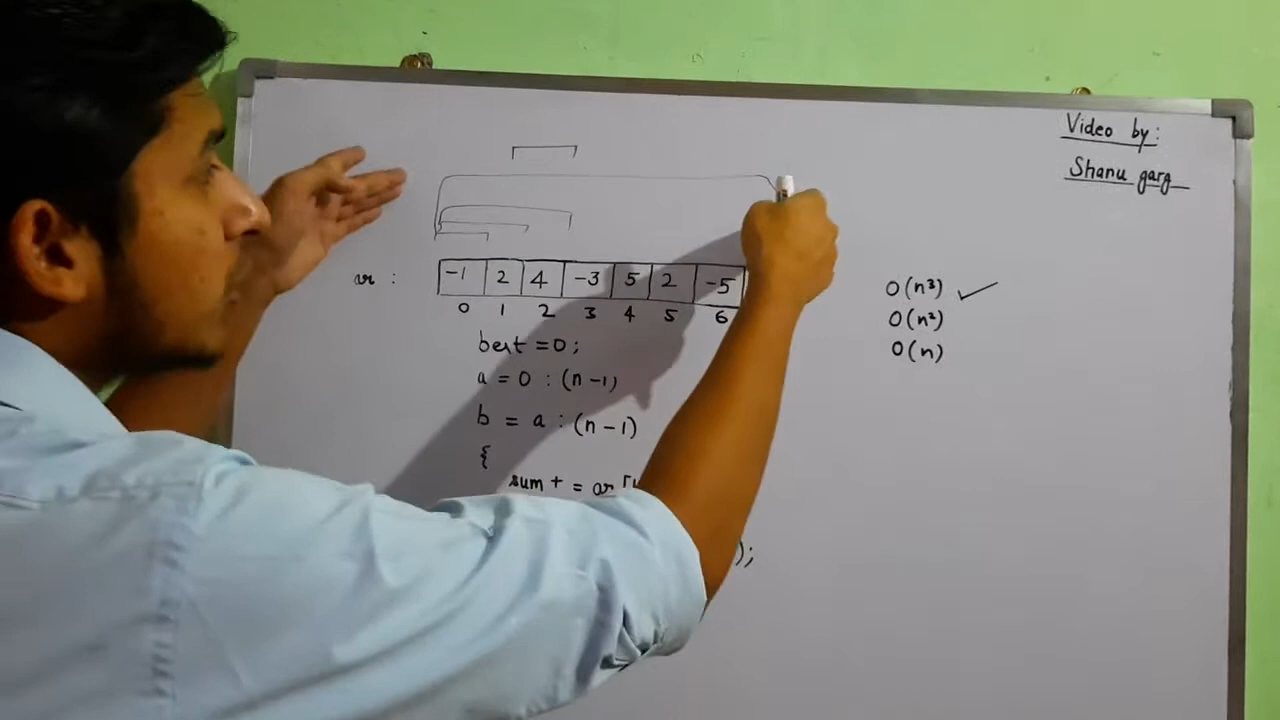 Video by:
Shanu garg
ar :
-1 2 4 -3 5 2 -5
0 1 2 3 4 5 6
O(n³)
O(n²)
O(n)
best = 0;
a = 0 : (n-1)
b = a : (n-1)
{
sum + = ar [
);